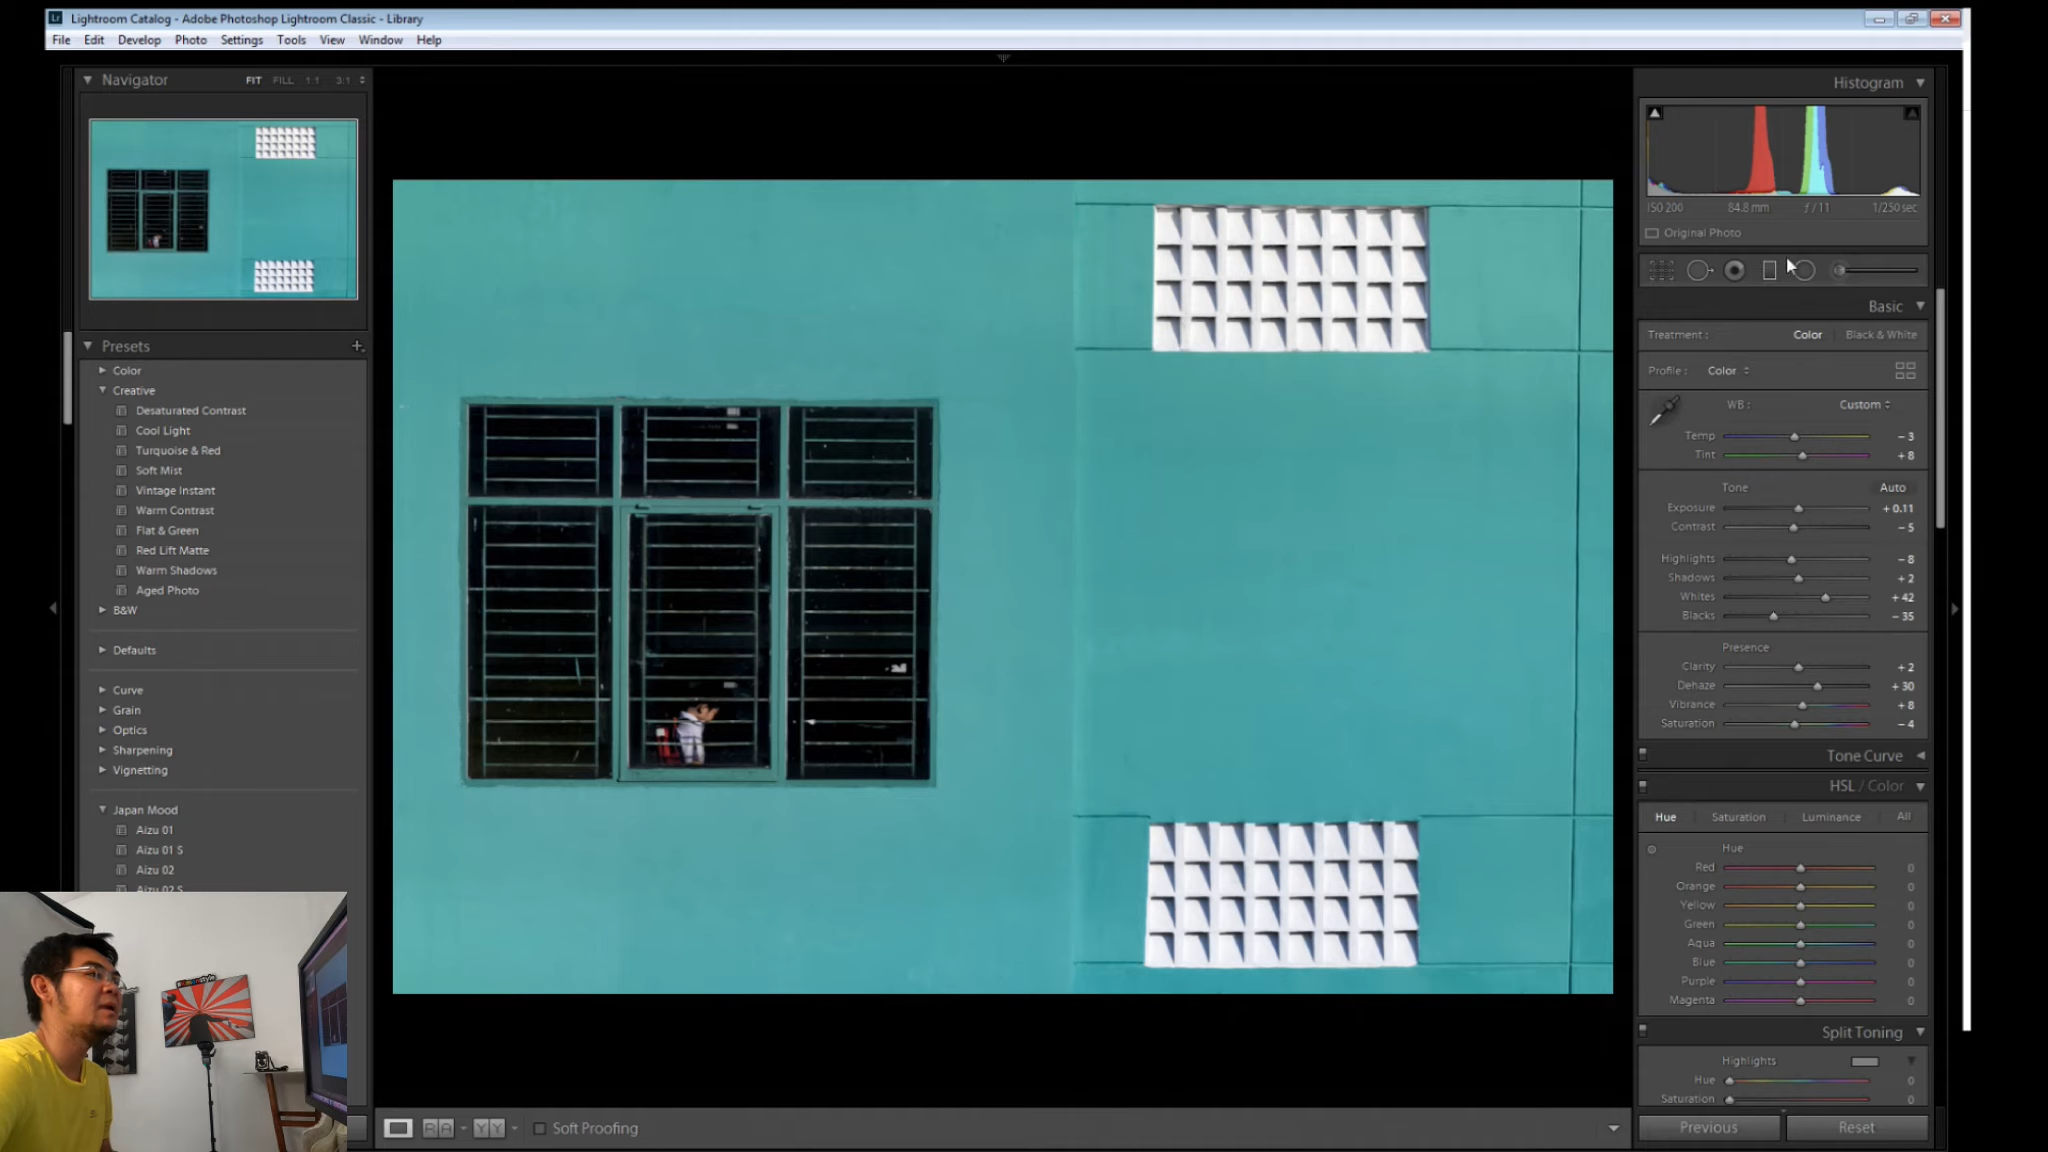 Lightroom Catalog - Adobe Photoshop Lightroom Classic - Library
File Edit Develop Photo Settings Tools View Window Help
Navigator FIT FILL 1:1 3:1
Presets
Color
Creative
Desaturated Contrast
Cool Light
Turquoise & Red
Soft Mist
Vintage Instant
Warm Contrast
Flat & Green
Red Lift Matte
Warm Shadows
Aged Photo
B&W
Defaults
Curve
Grain
Optics
Sharpening
Vignetting
Japan Mood
Aizu 01
Aizu 01 S
Aizu 02
Aizu 02 S
Soft Proofing
Histogram
ISO 200 84.8 mm ƒ / 11 1/250 sec
Original Photo
Basic
Treatment : Color Black & White
Profile : Color
WB : Custom
Temp - 3
Tint + 8
Tone Auto
Exposure + 0.11
Contrast - 5
Highlights - 8
Shadows + 2
Whites + 42
Blacks - 35
Presence
Clarity + 2
Dehaze + 30
Vibrance + 8
Saturation - 4
Tone Curve
HSL / Color
Hue Saturation Luminance All
Hue
Red 0
Orange 0
Yellow 0
Green 0
Aqua 0
Blue 0
Purple 0
Magenta 0
Split Toning
Highlights
Hue 0
Saturation 0
Previous Reset